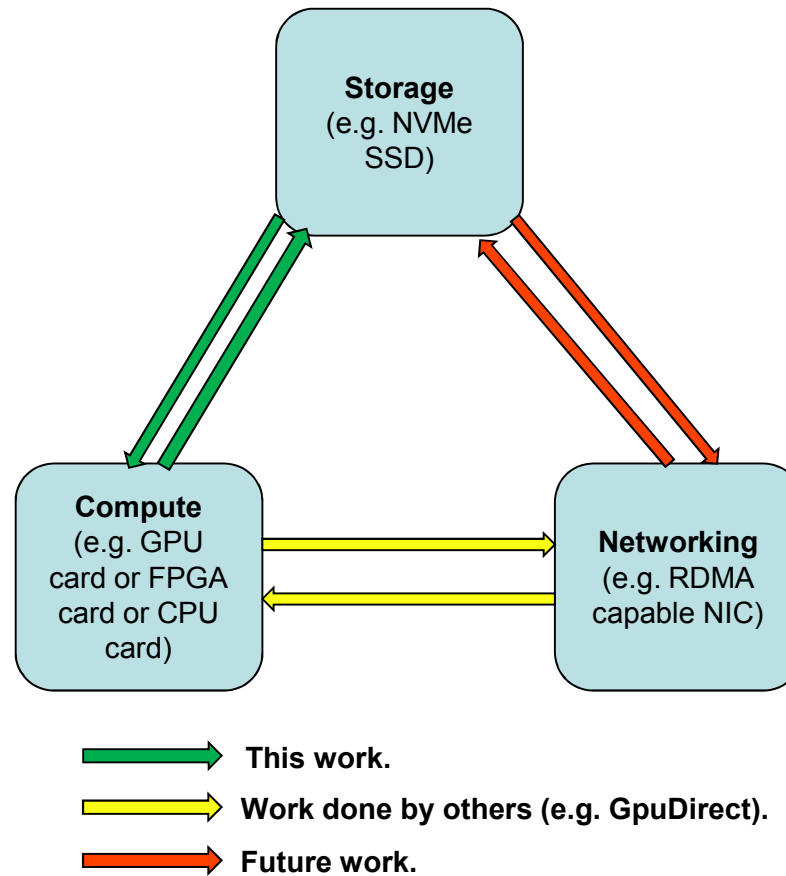 Storage
(e.g. NVMe
SSD)
Compute
(e.g. GPU
card or FPGA
card or CPU
card)
Networking
(e.g. RDMA
capable NIC)
This work.
Work done by others (e.g. GpuDirect).
Future work.